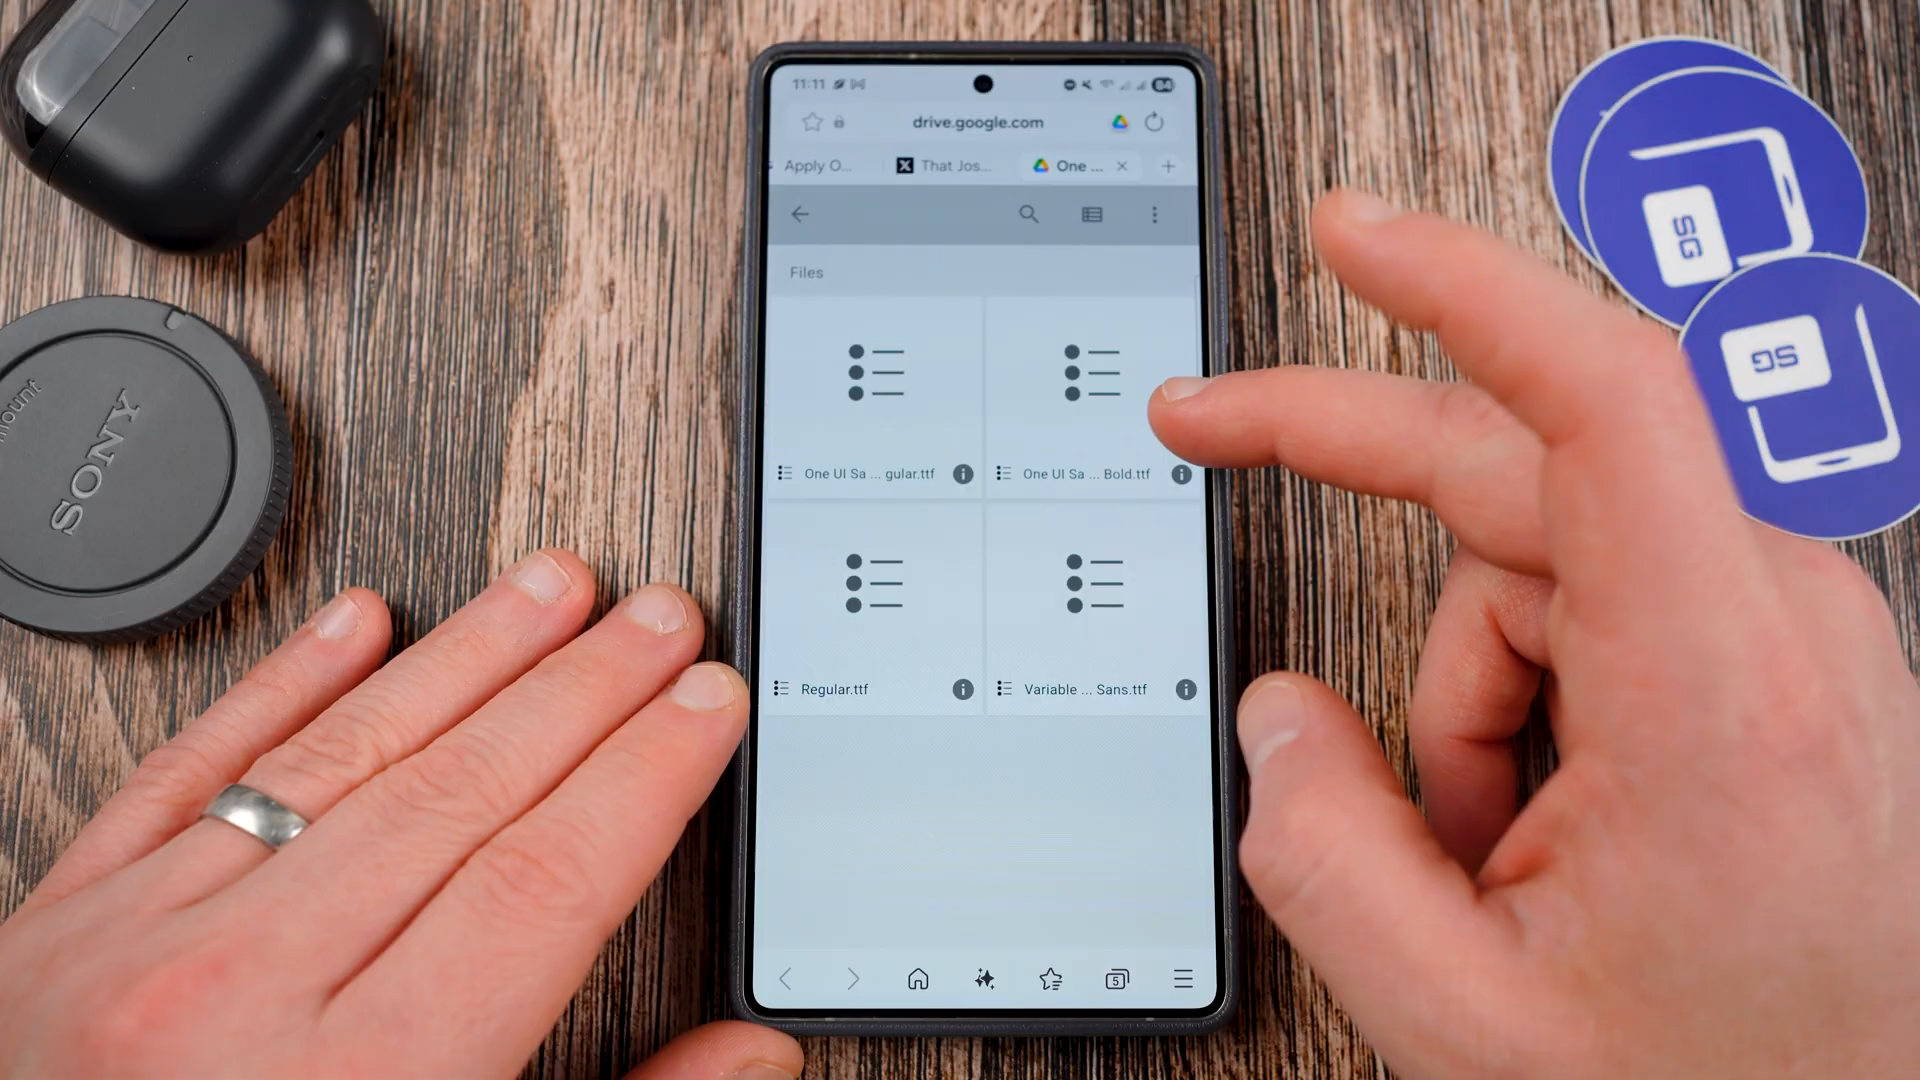 11:11
84
drive.google.com
Apply O...
That Jos...
One ...
Files
One UI Sa ... gular.ttf
One UI Sa ... Bold.ttf
Regular.ttf
Variable ... Sans.ttf
5
SONY
mount
SG
SG